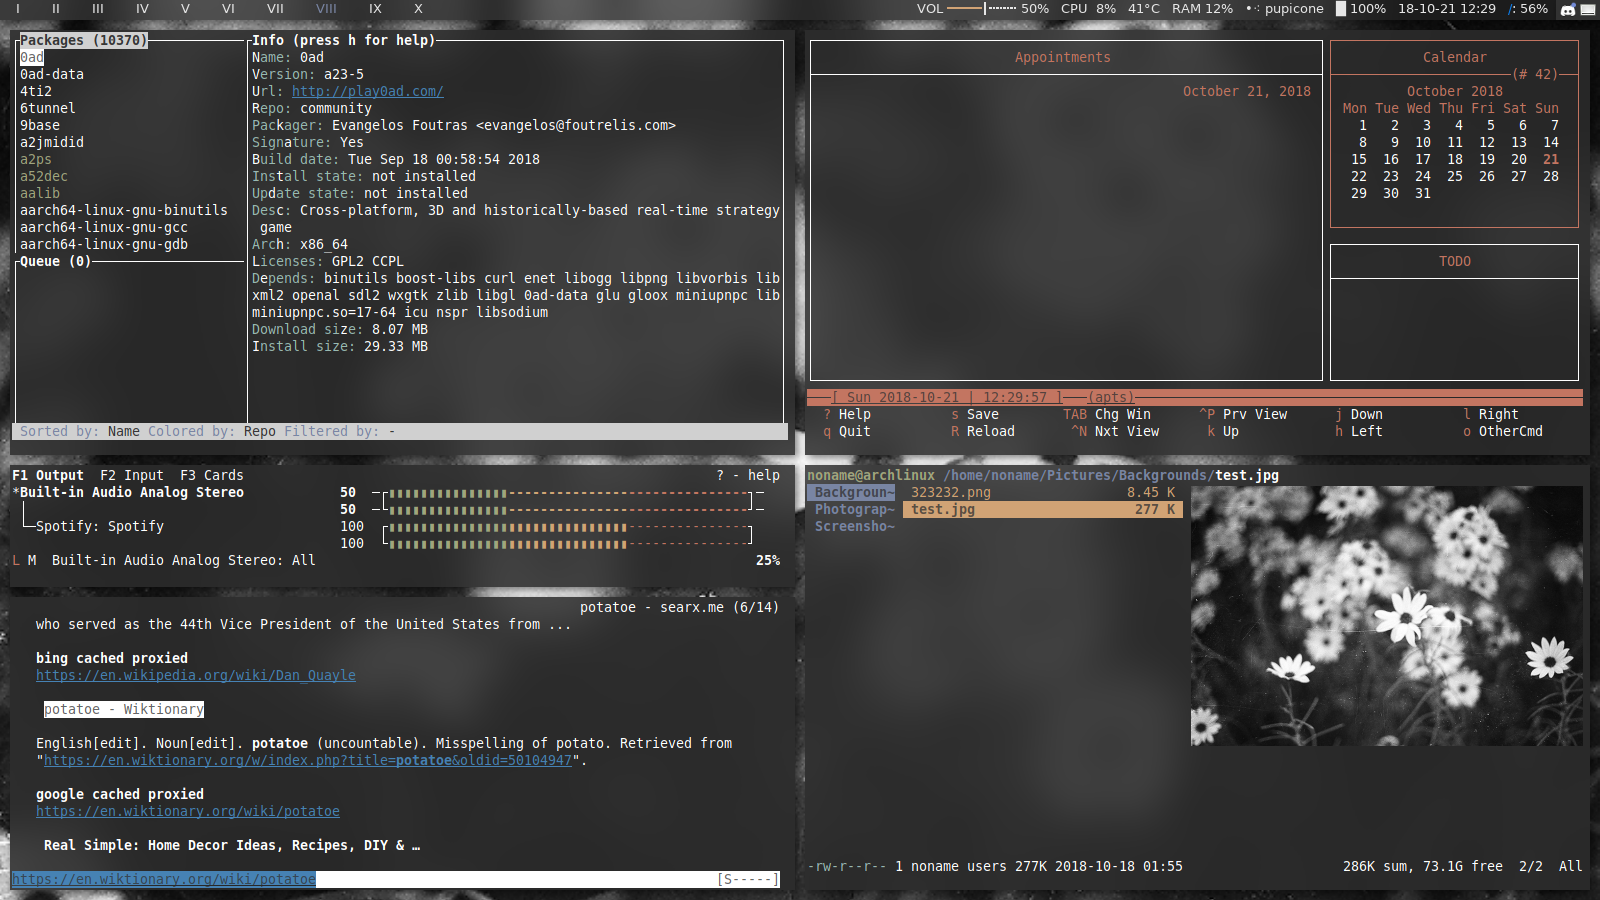 I II III IV V VI VII VIII IX X
VOL 50% CPU 8% 41°C RAM 12% pupicone 100% 18-10-21 12:29 /: 56%
Packages (10370)
0ad
0ad-data
4ti2
6tunnel
9base
a2jmidid
a2ps
a52dec
aalib
aarch64-linux-gnu-binutils
aarch64-linux-gnu-gcc
aarch64-linux-gnu-gdb
Queue (0)
Info (press h for help)
Name: 0ad
Version: a23-5
Url: http://play0ad.com/
Repo: community
Packager: Evangelos Foutras <evangelos@foutrelis.com>
Signature: Yes
Build date: Tue Sep 18 00:58:54 2018
Install state: not installed
Update state: not installed
Desc: Cross-platform, 3D and historically-based real-time strategy
game
Arch: x86_64
Licenses: GPL2 CCPL
Depends: binutils boost-libs curl enet libogg libpng libvorbis lib
xml2 openal sdl2 wxgtk zlib libgl 0ad-data glu gloox miniupnpc lib
miniupnpc.so=17-64 icu nspr libsodium
Download size: 8.07 MB
Install size: 29.33 MB
Sorted by: Name Colored by: Repo Filtered by: -
Appointments
October 21, 2018
Calendar
(# 42)
October 2018
Mon Tue Wed Thu Fri Sat Sun
1 2 3 4 5 6 7
8 9 10 11 12 13 14
15 16 17 18 19 20 21
22 23 24 25 26 27 28
29 30 31
TODO
[ Sun 2018-10-21 | 12:29:57 ] (apts)
? Help s Save TAB Chg Win ^P Prv View j Down l Right
q Quit R Reload ^N Nxt View k Up h Left o OtherCmd
F1 Output F2 Input F3 Cards ? - help
*Built-in Audio Analog Stereo 50
50
Spotify: Spotify 100
100
L M Built-in Audio Analog Stereo: All 25%
potatoe - searx.me (6/14)
who served as the 44th Vice President of the United States from ...
bing cached proxied
https://en.wikipedia.org/wiki/Dan_Quayle
potatoe - Wiktionary
English[edit]. Noun[edit]. potatoe (uncountable). Misspelling of potato. Retrieved from
"https://en.wiktionary.org/w/index.php?title=potatoe&oldid=50104947".
google cached proxied
https://en.wiktionary.org/wiki/potatoe
Real Simple: Home Decor Ideas, Recipes, DIY & …
https://en.wiktionary.org/wiki/potatoe [S-----]
noname@archlinux /home/noname/Pictures/Backgrounds/test.jpg
Backgroun~ 323232.png 8.45 K
Photograp~ test.jpg 277 K
Screensho~
-rw-r--r-- 1 noname users 277K 2018-10-18 01:55 286K sum, 73.1G free 2/2 All